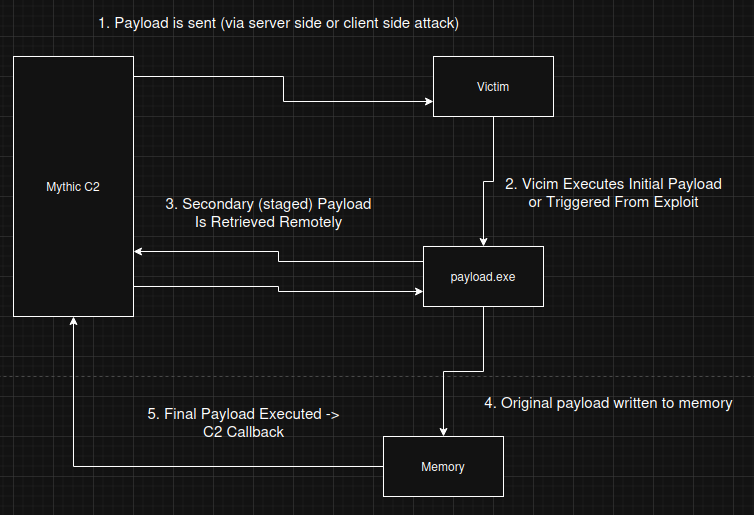 1. Payload is sent (via server side or client side attack)
Victim
Mythic C2
2. Vicim Executes Initial Payload
or Triggered From Exploit
3. Secondary (staged) Payload
Is Retrieved Remotely
payload.exe
4. Original payload written to memory
5. Final Payload Executed ->
C2 Callback
Memory